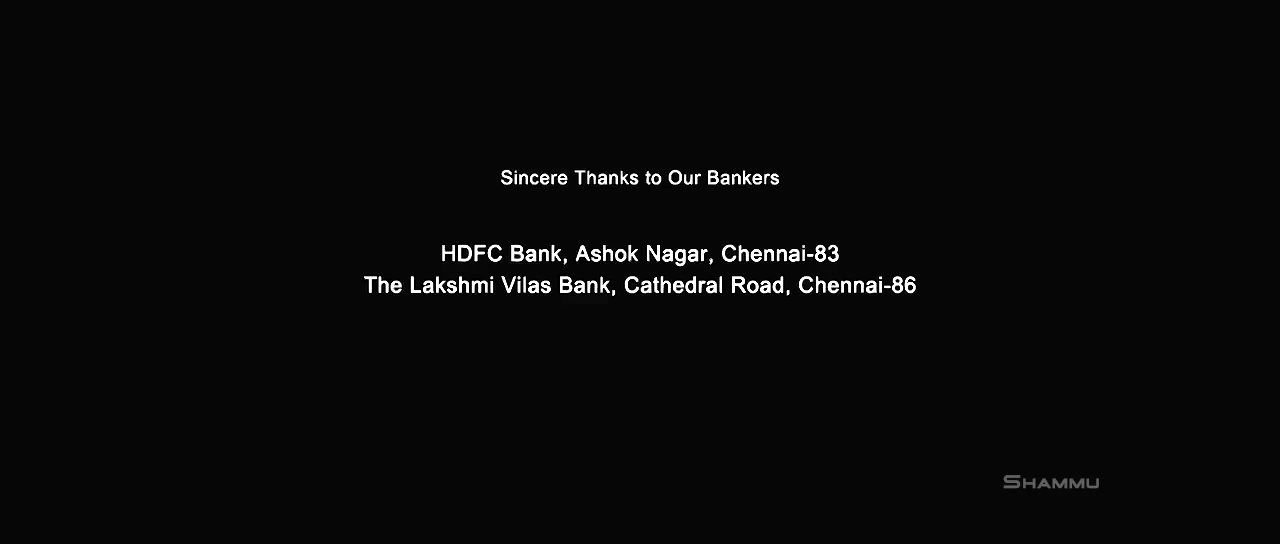 Sincere Thanks to Our Bankers
HDFC Bank, Ashok Nagar, Chennai-83
The Lakshmi Vilas Bank, Cathedral Road, Chennai-86
SHAMMU